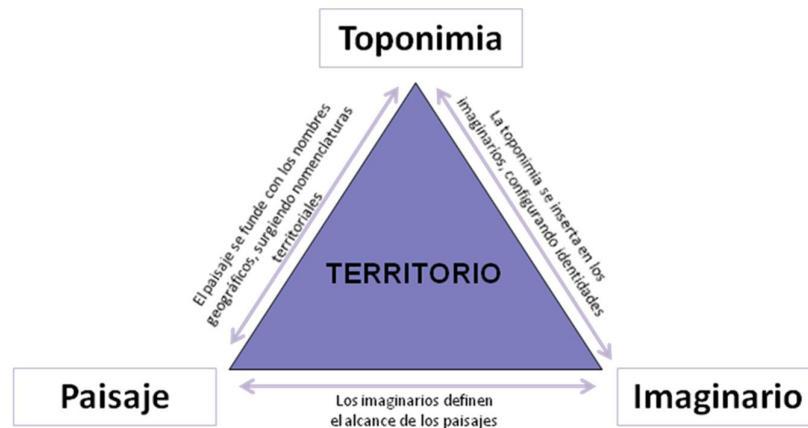 Toponimia
El paisaje se funde con los nombres
geográficos, surgiendo nomenclaturas
territoriales
La toponimia se inserta en los
imaginarios, configurando identidades
TERRITORIO
Paisaje
Los imaginarios definen
el alcance de los paisajes
Imaginario